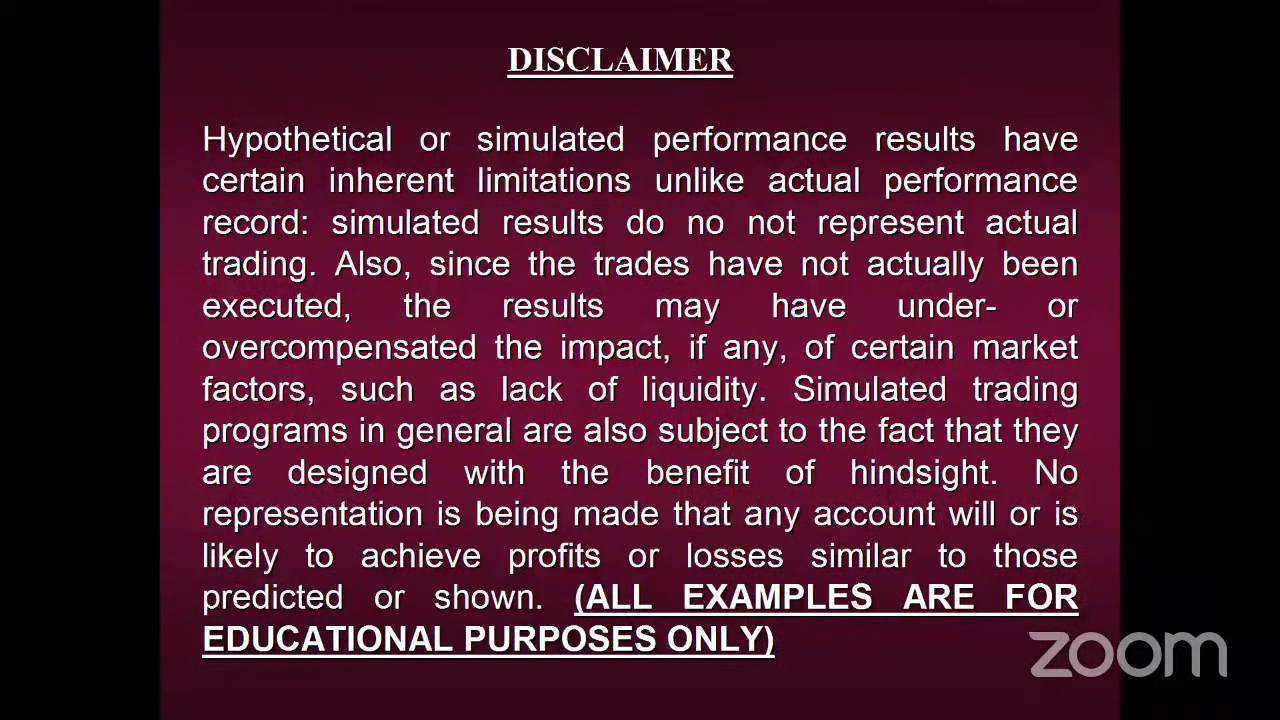 DISCLAIMER
Hypothetical or simulated performance results have
certain inherent limitations unlike actual performance
record: simulated results do no not represent actual
trading. Also, since the trades have not actually been
executed, the results may have under- or
overcompensated the impact, if any, of certain market
factors, such as lack of liquidity. Simulated trading
programs in general are also subject to the fact that they
are designed with the benefit of hindsight. No
representation is being made that any account will or is
likely to achieve profits or losses similar to those
predicted or shown. (ALL EXAMPLES ARE FOR
EDUCATIONAL PURPOSES ONLY)
zoom